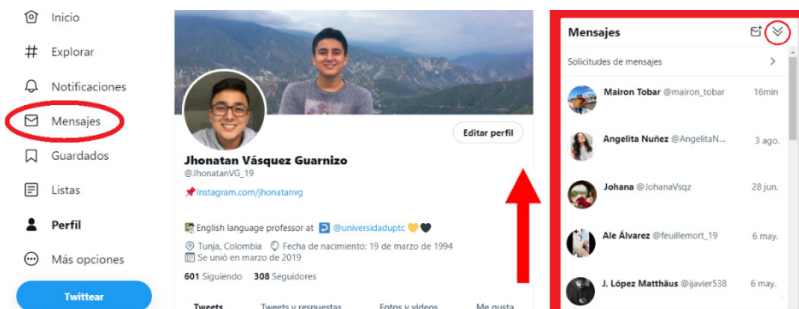 Inicio
Explorar
Notificaciones
Mensajes
Guardados
Listas
Perfil
Más opciones
Twittear
Editar perfil
Jhonatan Vásquez Guarnizo
@JhonatanVG_19
Instagram.com/jhonatanvg
English language professor at @universidaduptc
Tunja, Colombia Fecha de nacimiento: 19 de marzo de 1994
Se unió en marzo de 2019
601 Siguiendo 308 Seguidores
Tweets Tweets y respuestas Fotos y videos Me gusta
Mensajes
Solicitudes de mensajes
Mairon Tobar @mairon_tobar 16min
Angelita Nuñez @AngelitaN... 3 ago.
Johana @JohanaVsqz 28 jun.
Ale Álvarez @feuillemort_19 6 may.
J. López Matthäus @ijavier538 6 may.